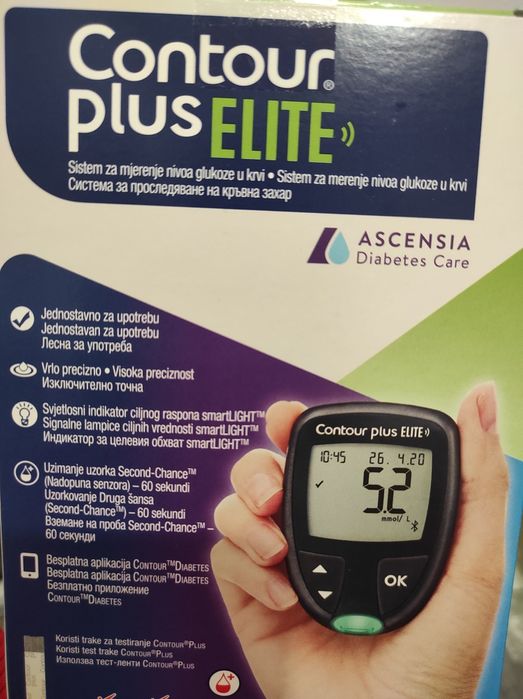 Contour®
plus ELITE
Sistem za mjerenje nivoa glukoze u krvi • Sistem za merenje nivoa glukoze u krvi
Система за проследяване на кръвна захар
ASCENSIA
Diabetes Care
Jednostavno za upotrebu
Jednostavan za upotrebu
Лесна за употреба
Vrlo precizno • Visoka preciznost
Изключително точна
Svjetlosni indikator ciljnog raspona smartLIGHT™
Signalne lampice ciljnih vrednosti smartLIGHT™
Индикатор за целевия обхват smartLIGHT™
Uzimanje uzorka Second-Chance™
(Nadopuna senzora) – 60 sekundi
Uzorkovanje Druga šansa
(Second-Chance™) – 60 sekundi
Вземане на проба Second-Chance™ –
60 секунди
Besplatna aplikacija CONTOUR™DIABETES
Besplatna aplikacija CONTOUR™DIABETES
Безплатно приложение
CONTOUR™DIABETES
Koristi trake za testiranje CONTOUR®PLUS
Koristi test trake CONTOUR®PLUS
Използва тест-ленти CONTOUR®PLUS
Contour plus ELITE
10:45 26. 4.20
✓ 5.2
mmol/L
OK